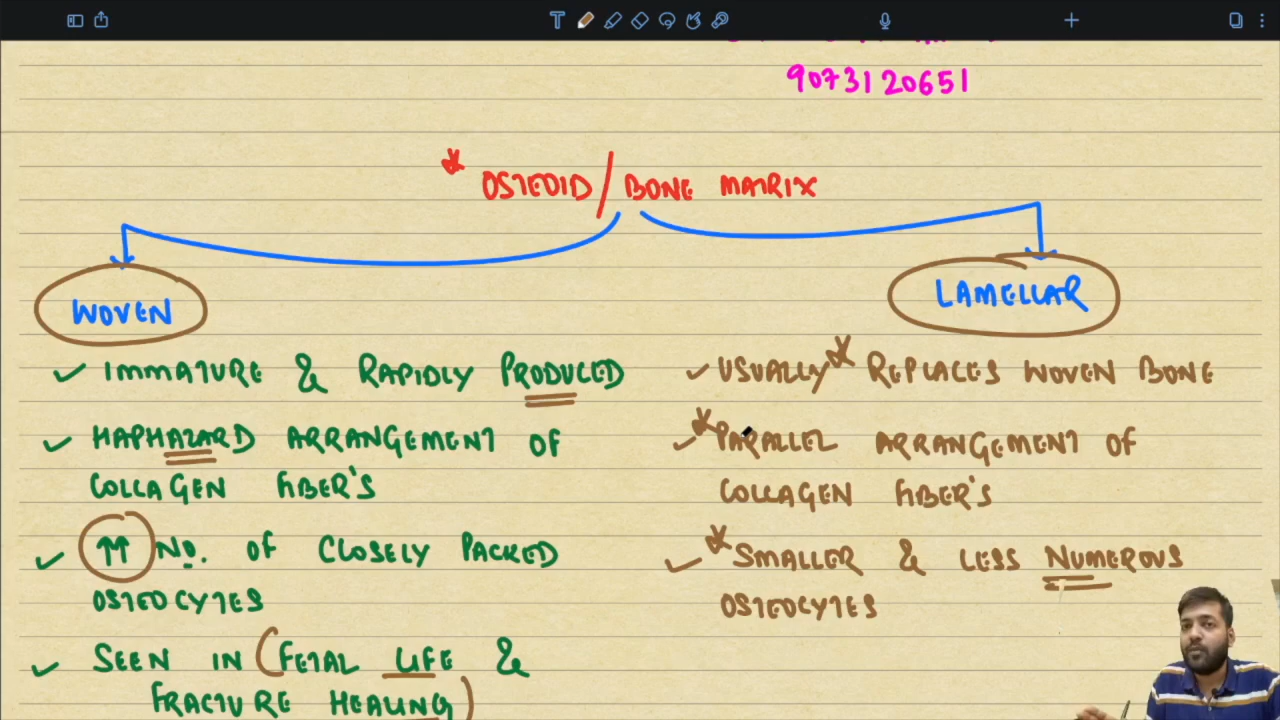 9073120651
* OSTEOID / BONE MATRIX
WOVEN
LAMELLAR
✓ IMMATURE & RAPIDLY PRODUCED
✓ HAPHAZARD ARRANGEMENT OF
COLLAGEN FIBER'S
✓ ↑↑ NO. OF CLOSELY PACKED
OSTEOCYTES
✓ SEEN IN (FETAL LIFE &
FRACTURE HEALING)
✓ USUALLY * REPLACES WOVEN BONE
✓ * PARALLEL ARRANGEMENT OF
COLLAGEN FIBER'S
✓ * SMALLER & LESS NUMEROUS
OSTEOCYTES